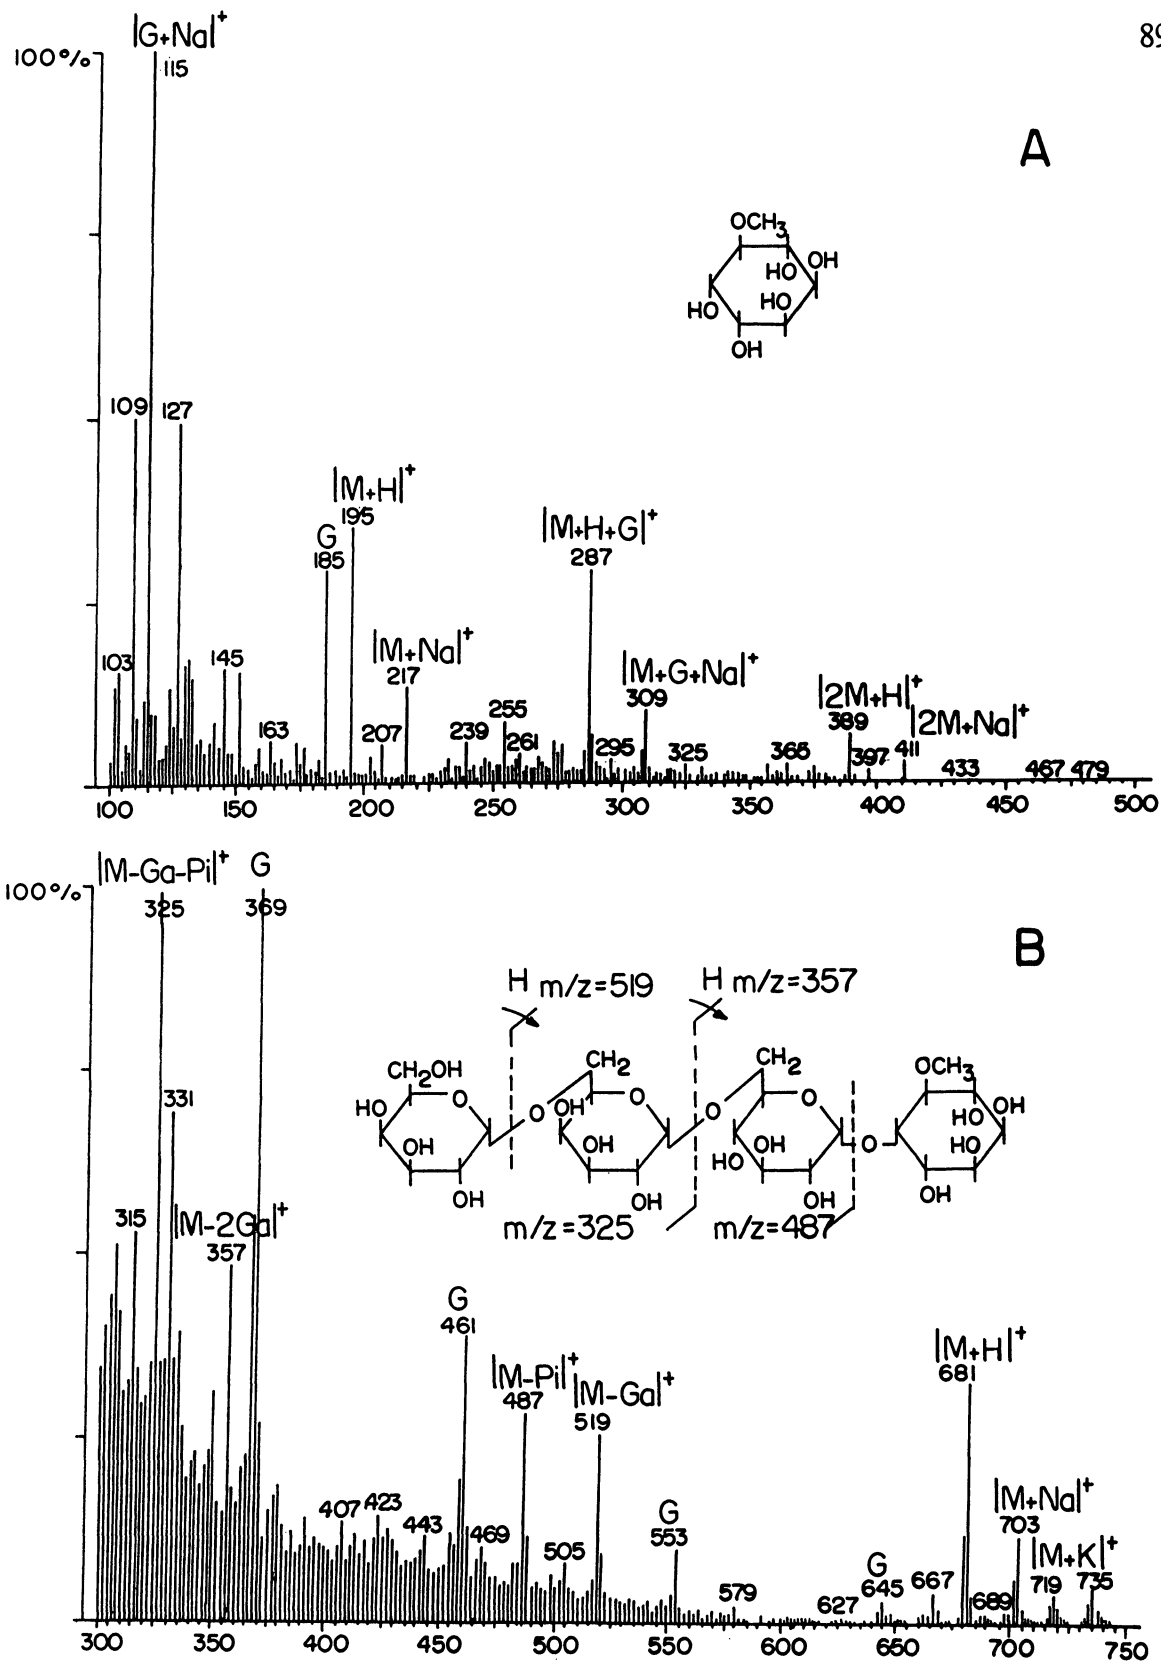 89
|G+Na|⁺
100%
115
A
OCH₃
HO OH
HO
HO
OH
109 127
|M+H|⁺
195
G
185
|M+H+G|⁺
287
|M+Na|⁺
217
|M+G+Na|⁺
309
|2M+H|⁺
389
|2M+Na|⁺
411
103 145
163 207 239 255 261 295 325 365 397 433 467 479
100 150 200 250 300 350 400 450 500
|M-Ga-Pi|⁺ G
100%
325 369
B
H m/z=519 H m/z=357
CH₂OH CH₂ CH₂ OCH₃
HO O O OH O O O HO OH
OH OH HO OH O HO
OH OH OH OH
m/z=325 m/z=487
331
315 |M-2Ga|⁺
357
G
461
|M-Pi|⁺
487
|M-Ga|⁺
519
|M+H|⁺
681
|M+Na|⁺
703
|M+K|⁺
719 735
G
553
G
645 667
407 423 443 469 505 579 627 689
300 350 400 450 500 550 600 650 700 750